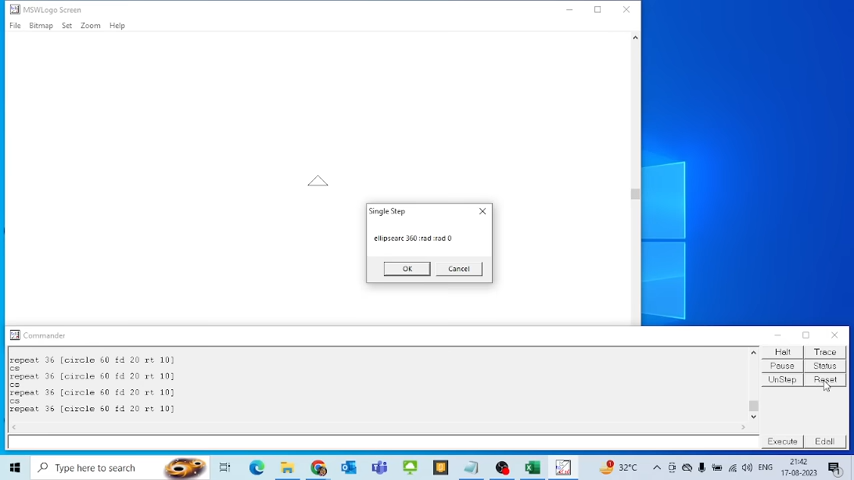 MSWLogo Screen
File Bitmap Set Zoom Help
Single Step
ellipsearc 360 :rad :rad 0
OK Cancel
Commander
repeat 36 [circle 60 fd 20 rt 10]
cs
repeat 36 [circle 60 fd 20 rt 10]
cs
repeat 36 [circle 60 fd 20 rt 10]
cs
repeat 36 [circle 60 fd 20 rt 10]
Halt Trace
Pause Status
UnStep Reset
Execute Edall
Type here to search
32°C
ENG
21:42
17-08-2023